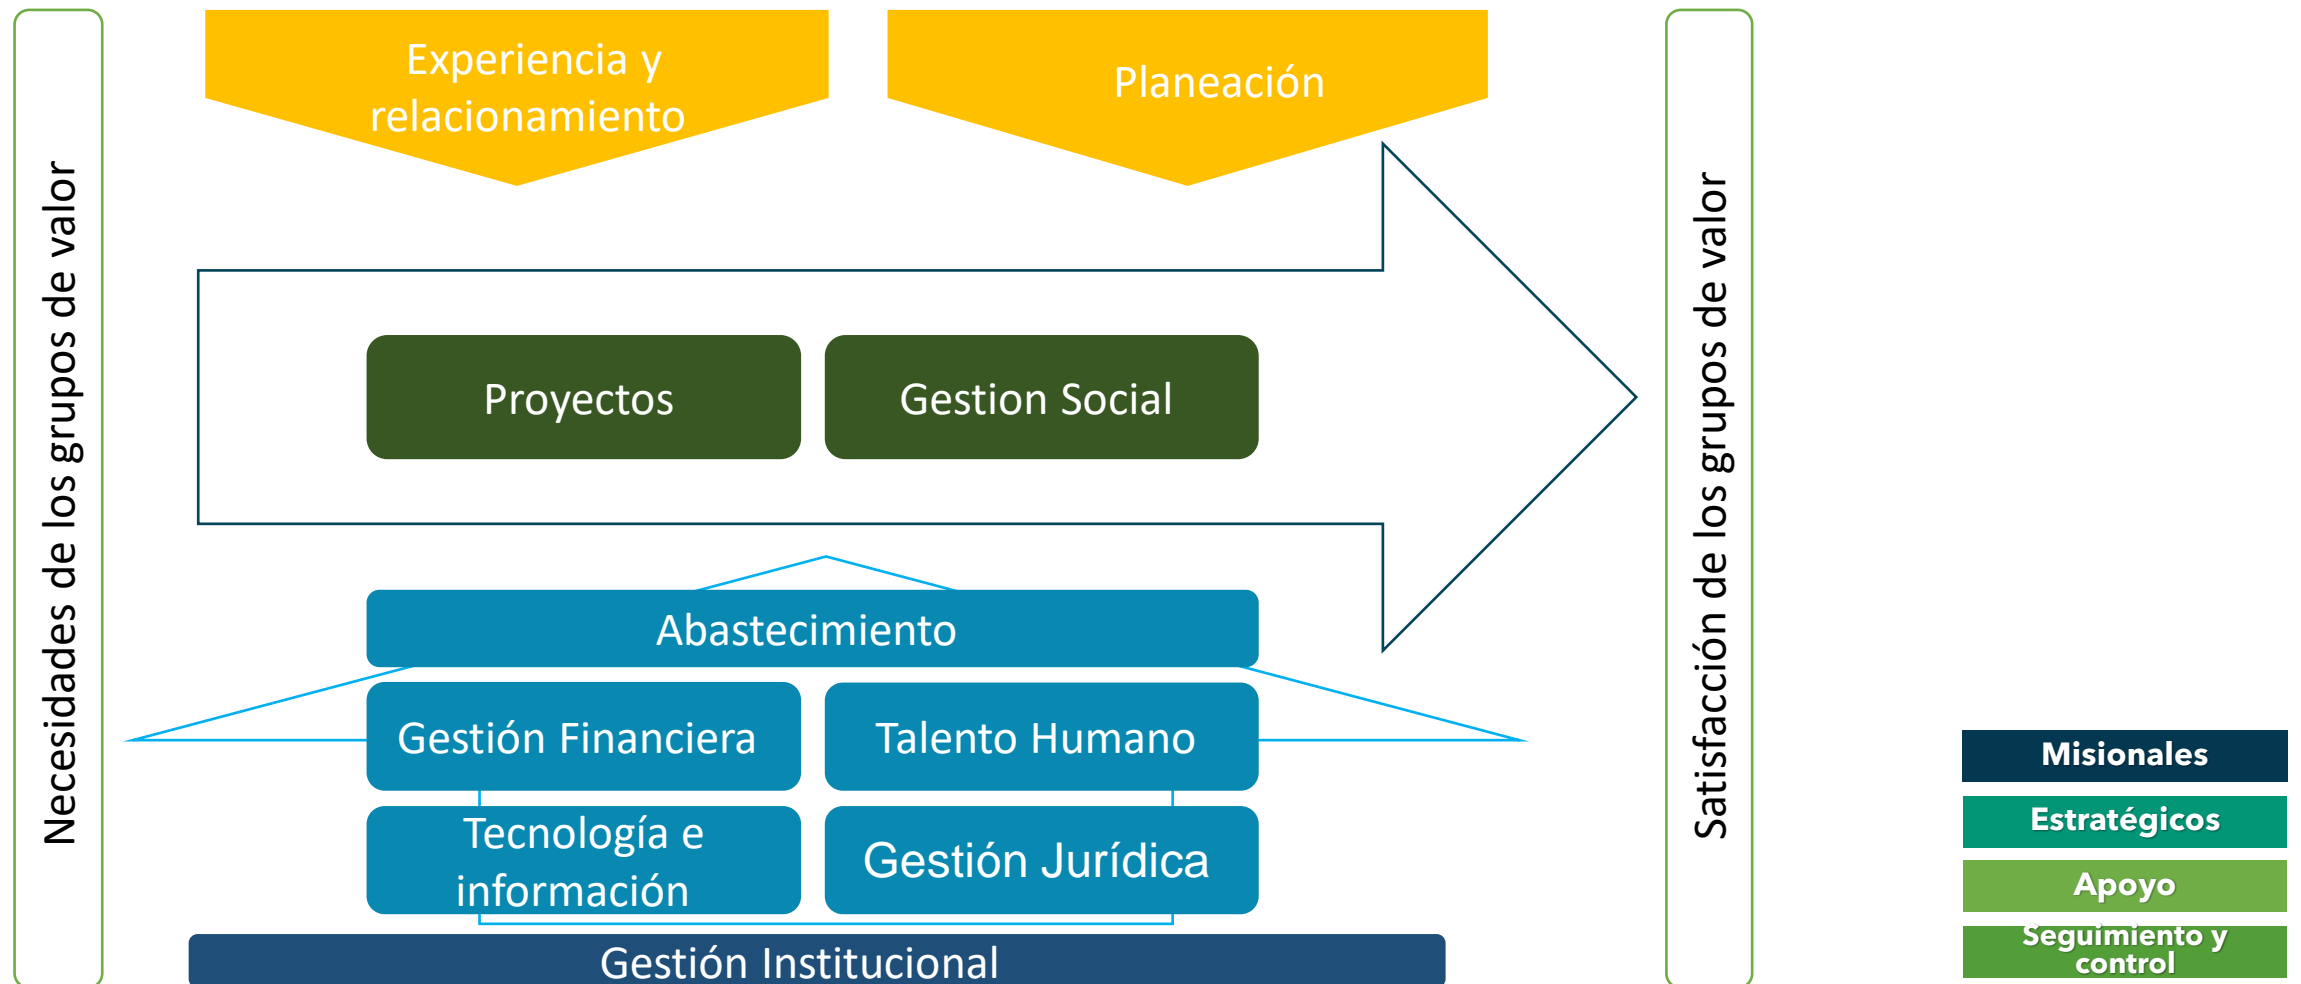 Necesidades de los grupos de valor
Experiencia y
relacionamiento
Planeación
Proyectos
Gestion Social
Abastecimiento
Gestión Financiera
Talento Humano
Tecnología e
información
Gestión Jurídica
Gestión Institucional
Satisfacción de los grupos de valor
Misionales
Estratégicos
Apoyo
Seguimiento y
control